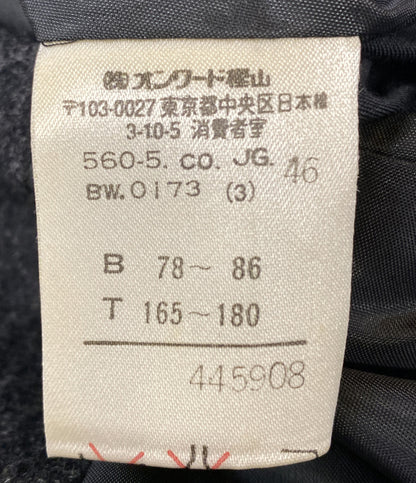 ㈱オンワード樫山
〒103-0027 東京都中央区日本橋
3-10-5 消費者室
560-5. CO. JG. 46
BW. 0173 (3)
B 78~ 86
T 165~180
445908